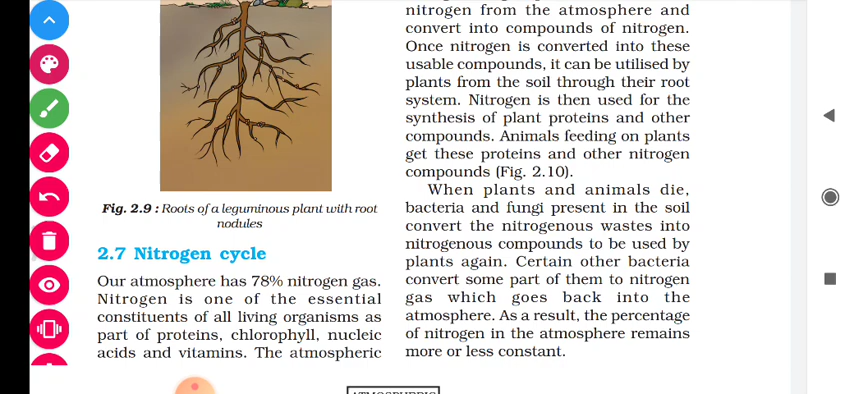 Fig. 2.9 : Roots of a leguminous plant with root
nodules
2.7 Nitrogen cycle
Our atmosphere has 78% nitrogen gas.
Nitrogen is one of the essential
constituents of all living organisms as
part of proteins, chlorophyll, nucleic
acids and vitamins. The atmospheric
nitrogen from the atmosphere and
convert into compounds of nitrogen.
Once nitrogen is converted into these
usable compounds, it can be utilised by
plants from the soil through their root
system. Nitrogen is then used for the
synthesis of plant proteins and other
compounds. Animals feeding on plants
get these proteins and other nitrogen
compounds (Fig. 2.10).
When plants and animals die,
bacteria and fungi present in the soil
convert the nitrogenous wastes into
nitrogenous compounds to be used by
plants again. Certain other bacteria
convert some part of them to nitrogen
gas which goes back into the
atmosphere. As a result, the percentage
of nitrogen in the atmosphere remains
more or less constant.
ATMOSPHERIC